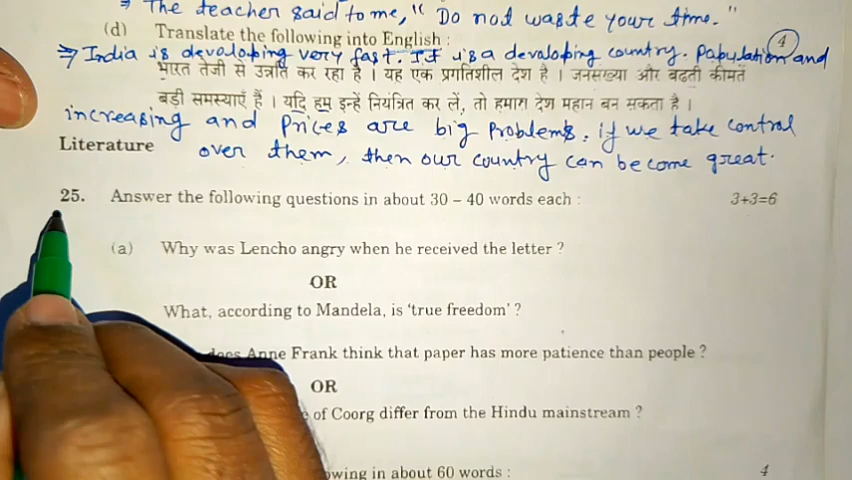 ⇒ The teacher said to me, "Do not waste your time."
(d) Translate the following into English : 4
⇒ India is developing very fast. It is a devaloping country. Papulation and
भारत तेजी से उन्नति कर रहा है । यह एक प्रगतिशील देश है । जनसंख्या और बढ़ती कीमतें
बड़ी समस्याएँ हैं । यदि हम इन्हें नियंत्रित कर लें, तो हमारा देश महान बन सकता है ।
increasing and Prices are big problems. if we take control
Literature over them, then our country can become great.
25. Answer the following questions in about 30 – 40 words each : 3+3=6
(a) Why was Lencho angry when he received the letter ?
OR
What, according to Mandela, is 'true freedom' ?
does Anne Frank think that paper has more patience than people ?
OR
of Coorg differ from the Hindu mainstream ?
in about 60 words : 4